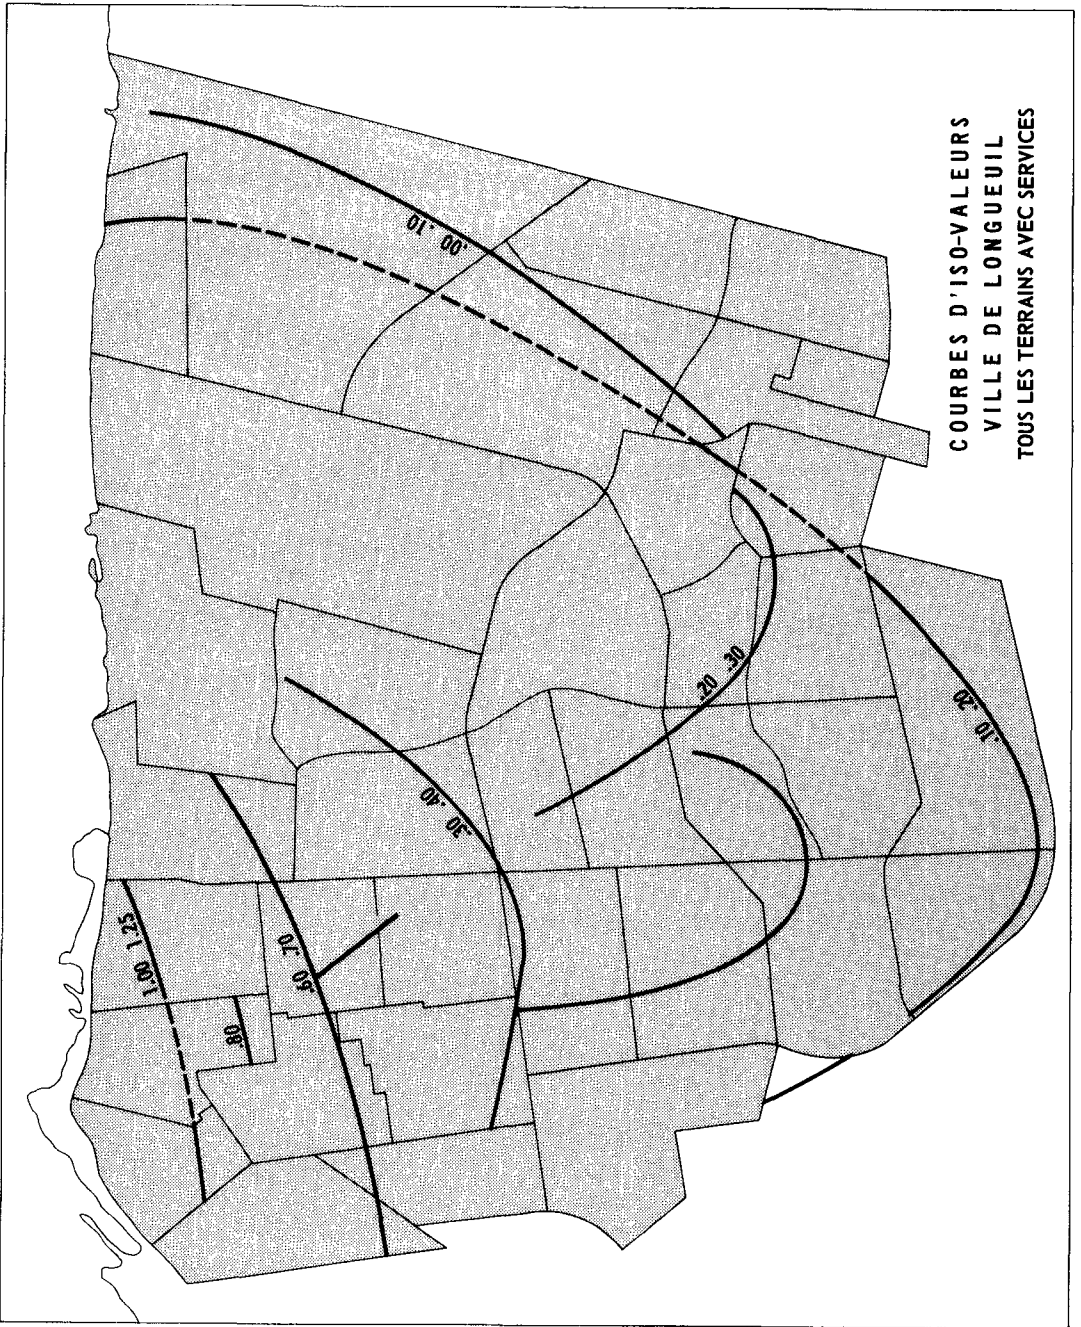 COURBES D'ISO-VALEURS
VILLE DE LONGUEUIL
TOUS LES TERRAINS AVEC SERVICES
1.00 1.25
.80
.60 .70
.30 .40
.20 .30
.10 .20
.00 .10